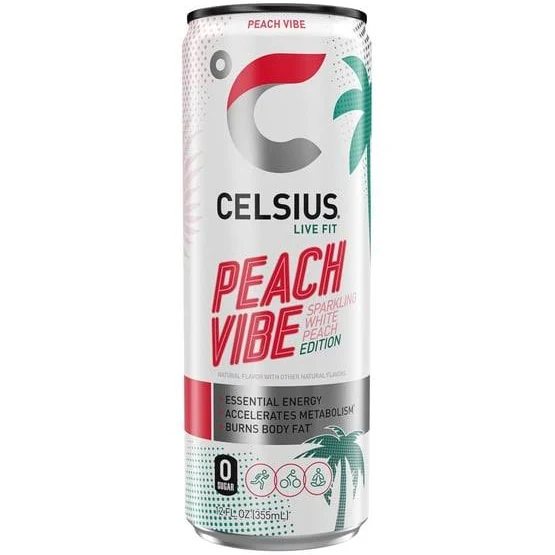 PEACH VIBE
CELSIUS®
LIVE FIT
PEACH
VIBE
SPARKLING
WHITE
PEACH
EDITION
NATURAL FLAVOR WITH OTHER NATURAL FLAVORS
ESSENTIAL ENERGY
ACCELERATES METABOLISM*
BURNS BODY FAT*
0
SUGAR
12 FL OZ (355mL)